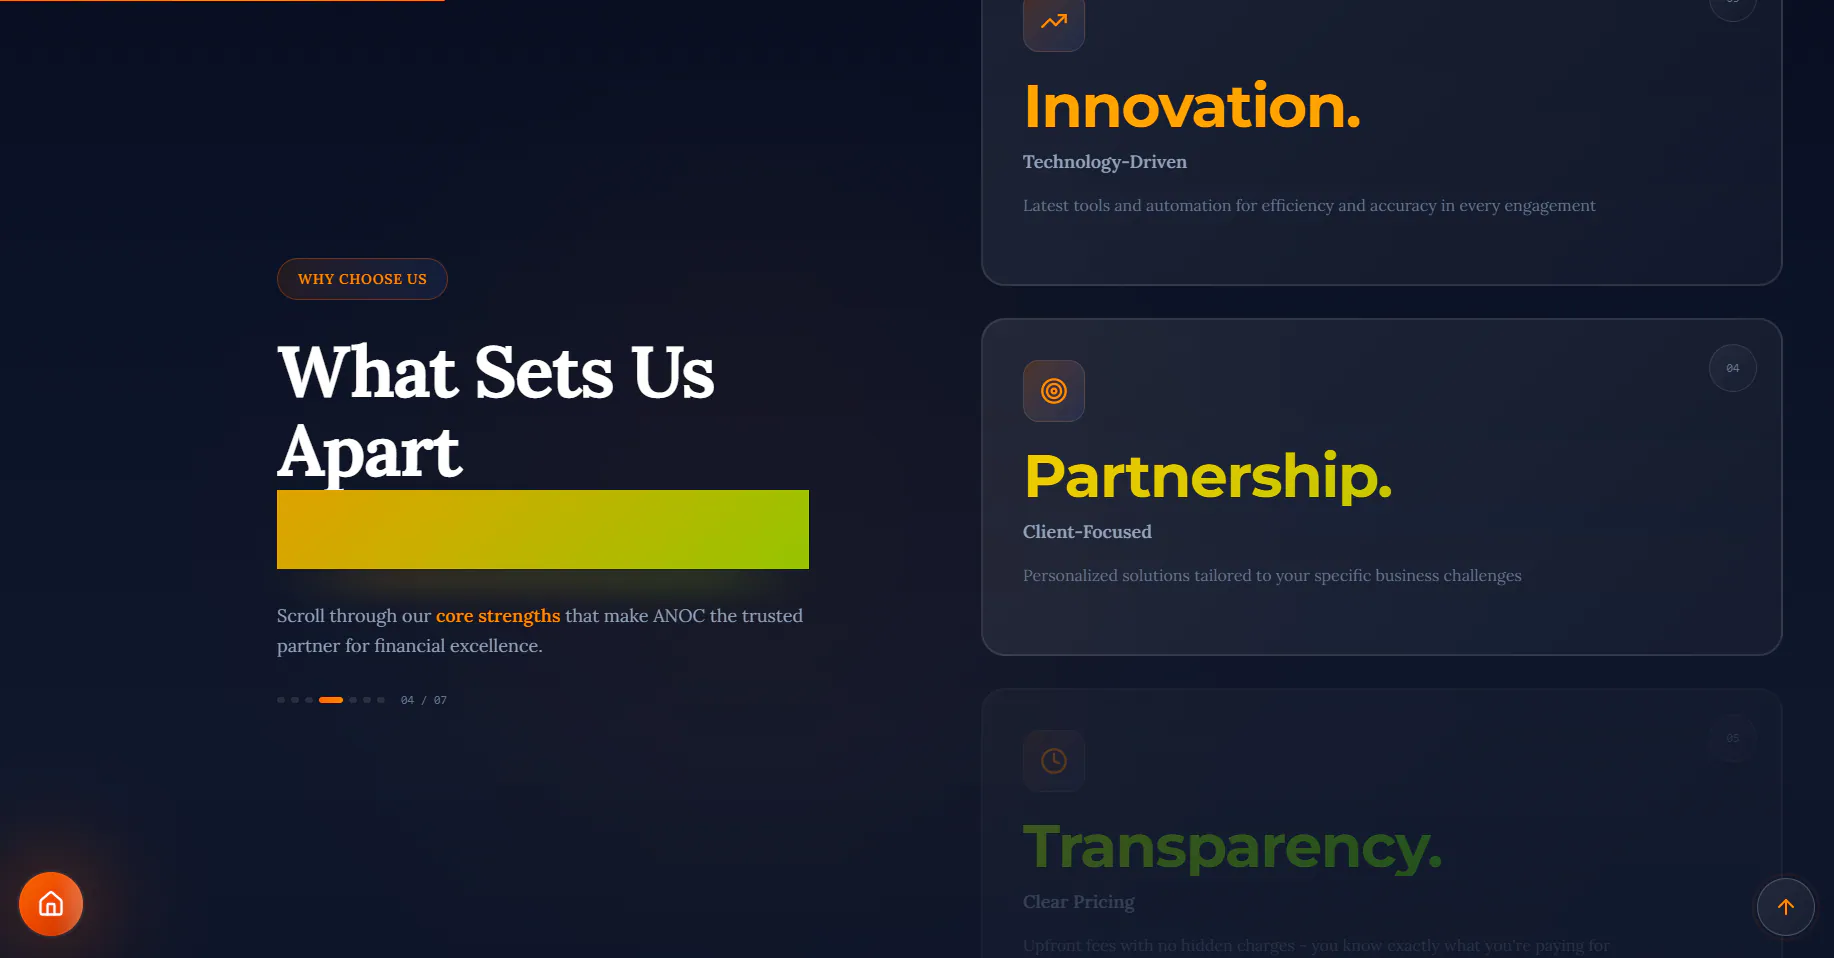 WHY CHOOSE US
What Sets Us
Apart
Scroll through our core strengths that make ANOC the trusted
partner for financial excellence.
04 / 07
Innovation.
Technology-Driven
Latest tools and automation for efficiency and accuracy in every engagement
04
Partnership.
Client-Focused
Personalized solutions tailored to your specific business challenges
05
Transparency.
Clear Pricing
Upfront fees with no hidden charges - you know exactly what you're paying for